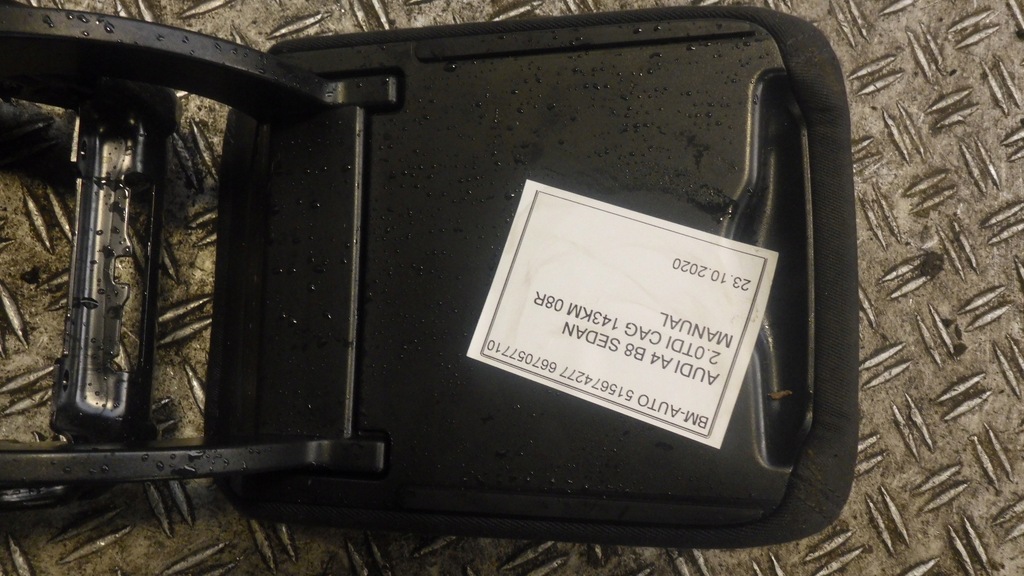 BM-AUTO 515674277 667057710
AUDI A4 B8 SEDAN
2.0TDI CAG 143KM 08R
MANUAL
23.10.2020